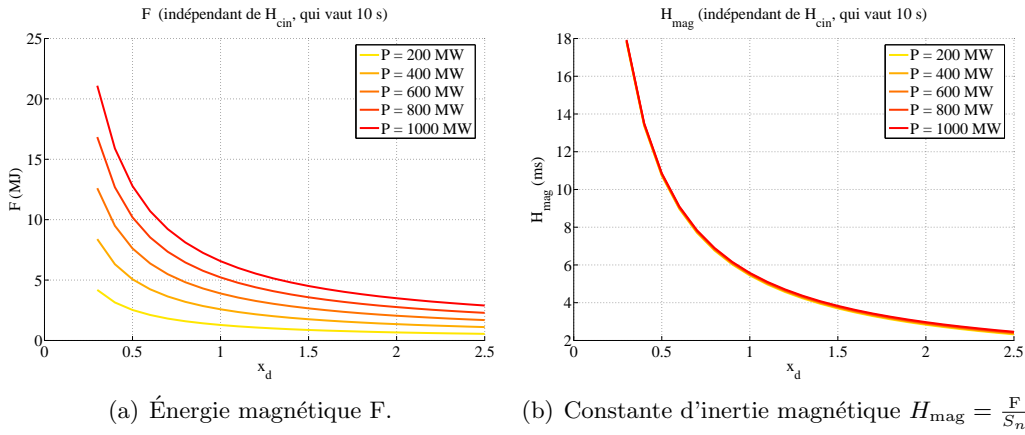 F (indépendant de H_cin, qui vaut 10 s)
25
20
15
10
5
0
F (MJ)
0 0.5 1 1.5 2 2.5
x_d
P = 200 MW
P = 400 MW
P = 600 MW
P = 800 MW
P = 1000 MW
(a) Énergie magnétique F.
H_mag (indépendant de H_cin, qui vaut 10 s)
18
16
14
12
10
8
6
4
2
H_mag (ms)
0 0.5 1 1.5 2 2.5
x_d
P = 200 MW
P = 400 MW
P = 600 MW
P = 800 MW
P = 1000 MW
(b) Constante d'inertie magnétique H_mag = F/S_n